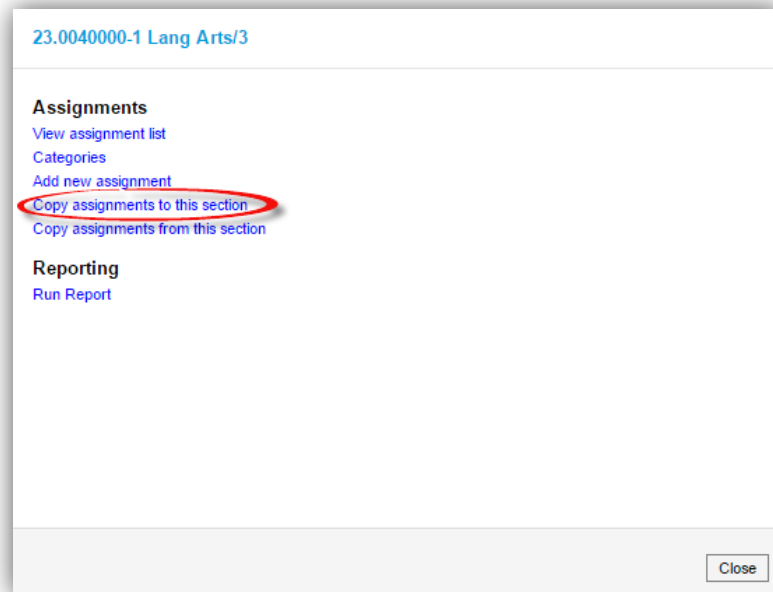 23.0040000-1 Lang Arts/3
Assignments
View assignment list
Categories
Add new assignment
Copy assignments to this section
Copy assignments from this section
Reporting
Run Report
Close